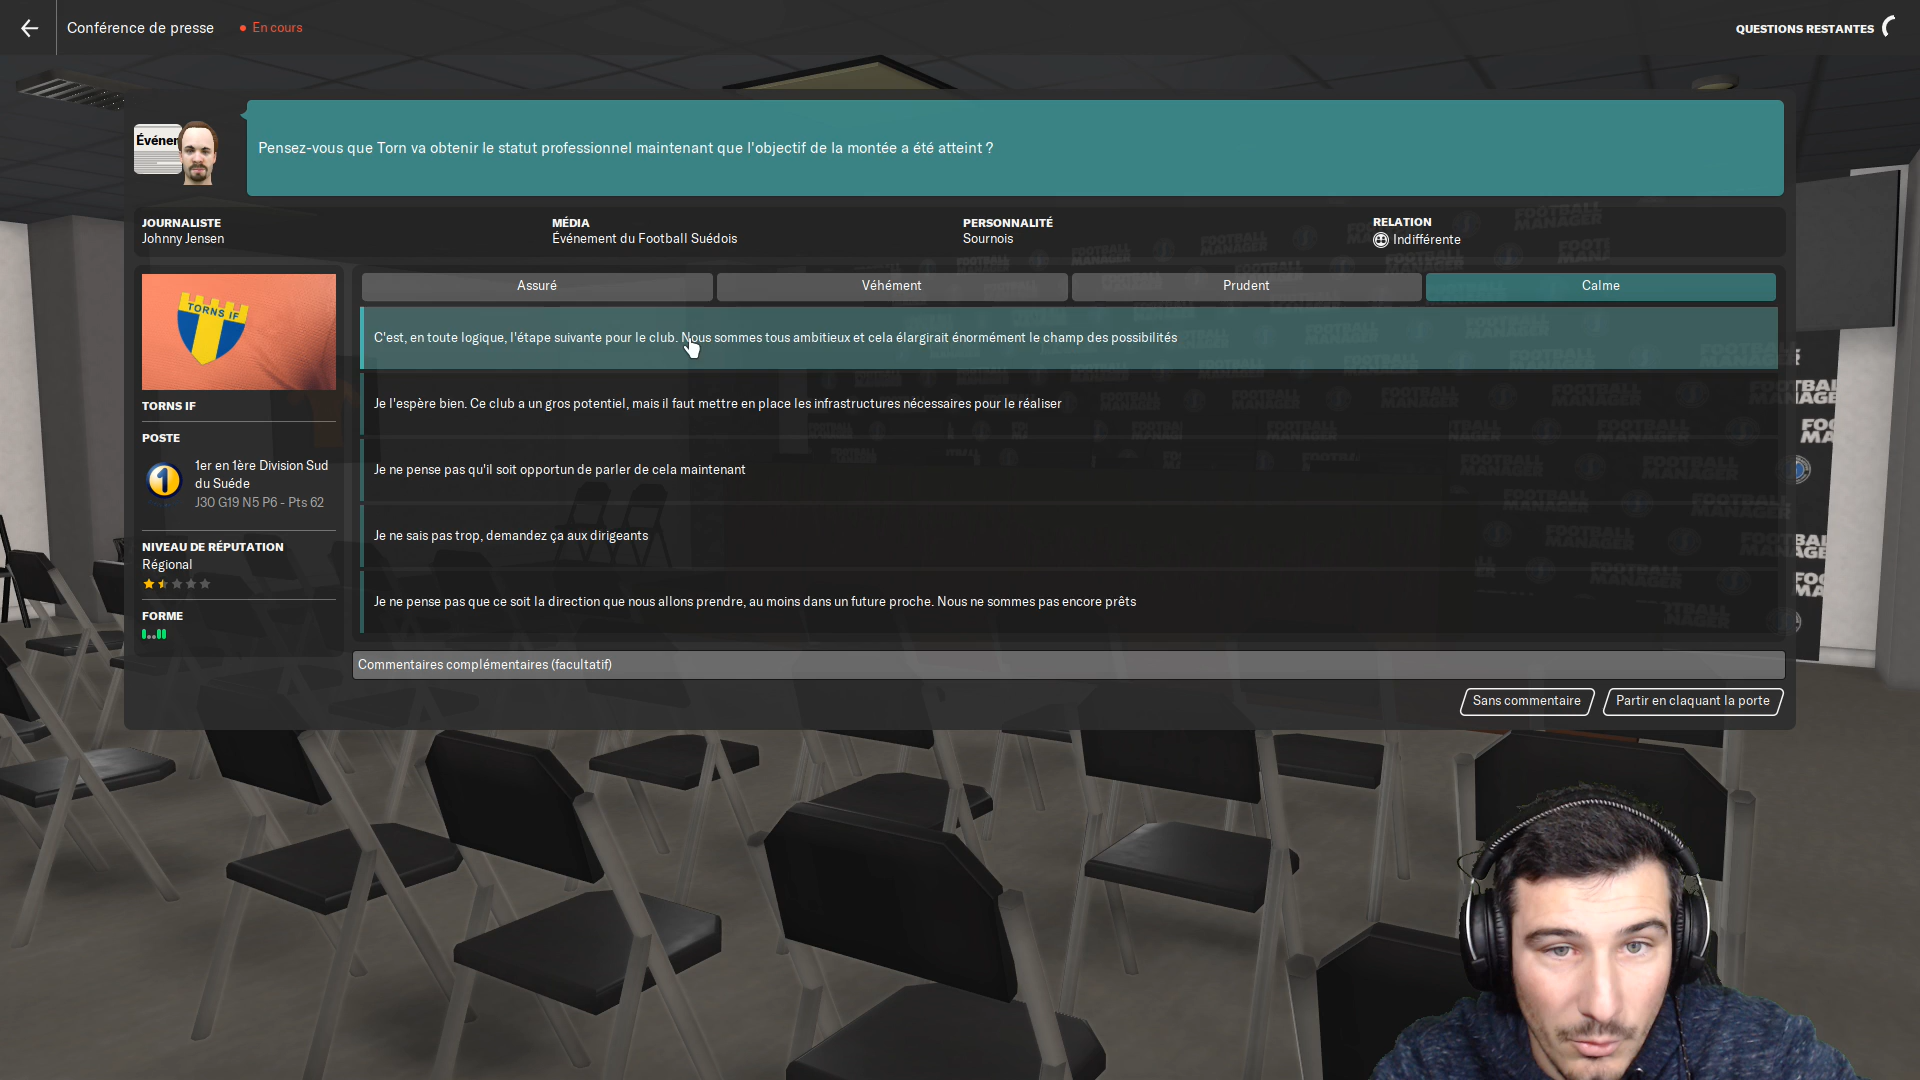 Conférence de presse
En cours
QUESTIONS RESTANTES
Pensez-vous que Torn va obtenir le statut professionnel maintenant que l'objectif de la montée a été atteint ?
JOURNALISTE
Johnny Jensen
MÉDIA
Événement du Football Suédois
PERSONNALITÉ
Sournois
RELATION
Indifférente
TORNS IF
TORNS IF
POSTE
1
1er en 1ère Division Sud
du Suéde
J30 G19 N5 P6 - Pts 62
NIVEAU DE RÉPUTATION
Régional
FORME
Assuré
Véhément
Prudent
Calme
C'est, en toute logique, l'étape suivante pour le club. Nous sommes tous ambitieux et cela élargirait énormément le champ des possibilités
Je l'espère bien. Ce club a un gros potentiel, mais il faut mettre en place les infrastructures nécessaires pour le réaliser
Je ne pense pas qu'il soit opportun de parler de cela maintenant
Je ne sais pas trop, demandez ça aux dirigeants
Je ne pense pas que ce soit la direction que nous allons prendre, au moins dans un future proche. Nous ne sommes pas encore prêts
Commentaires complémentaires (facultatif)
Sans commentaire
Partir en claquant la porte